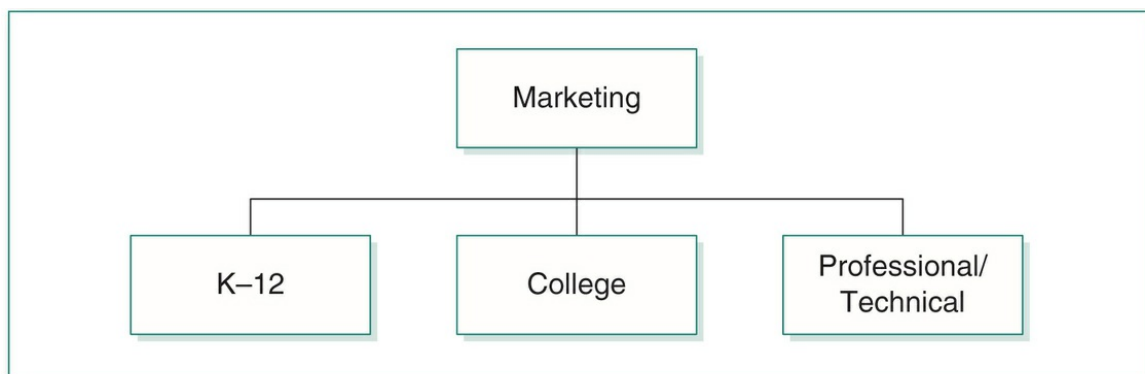 Marketing
K–12
College
Professional/
Technical